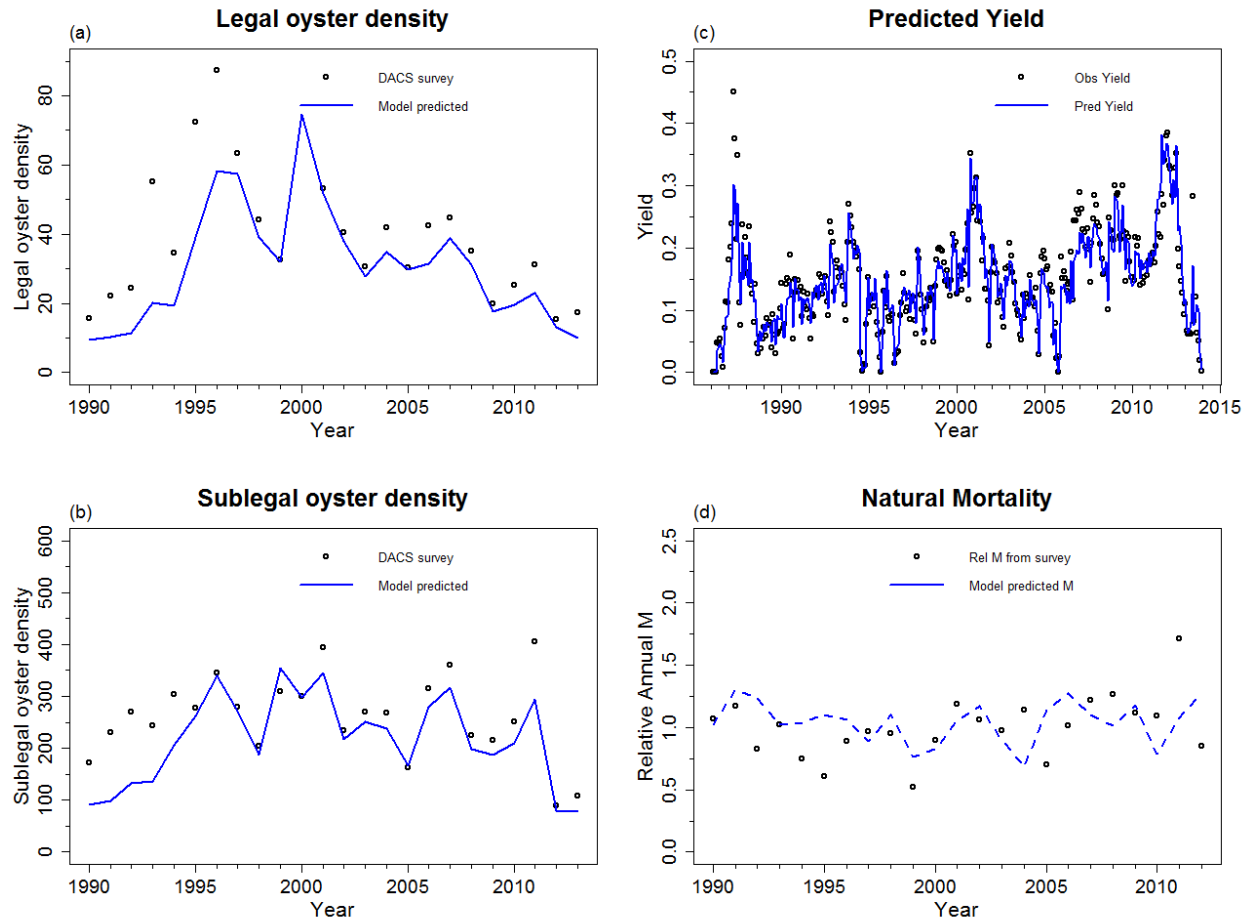 Legal oyster density
(a)
DACS survey
Model predicted
Legal oyster density
0 20 40 60 80
1990 1995 2000 2005 2010
Year
Predicted Yield
(c)
Obs Yield
Pred Yield
Yield
0.0 0.1 0.2 0.3 0.4 0.5
1990 1995 2000 2005 2010 2015
Year
Sublegal oyster density
(b)
DACS survey
Model predicted
Sublegal oyster density
0 100 200 300 400 500 600
1990 1995 2000 2005 2010
Year
Natural Mortality
(d)
Rel M from survey
Model predicted M
Relative Annual M
0.0 0.5 1.0 1.5 2.0 2.5
1990 1995 2000 2005 2010
Year